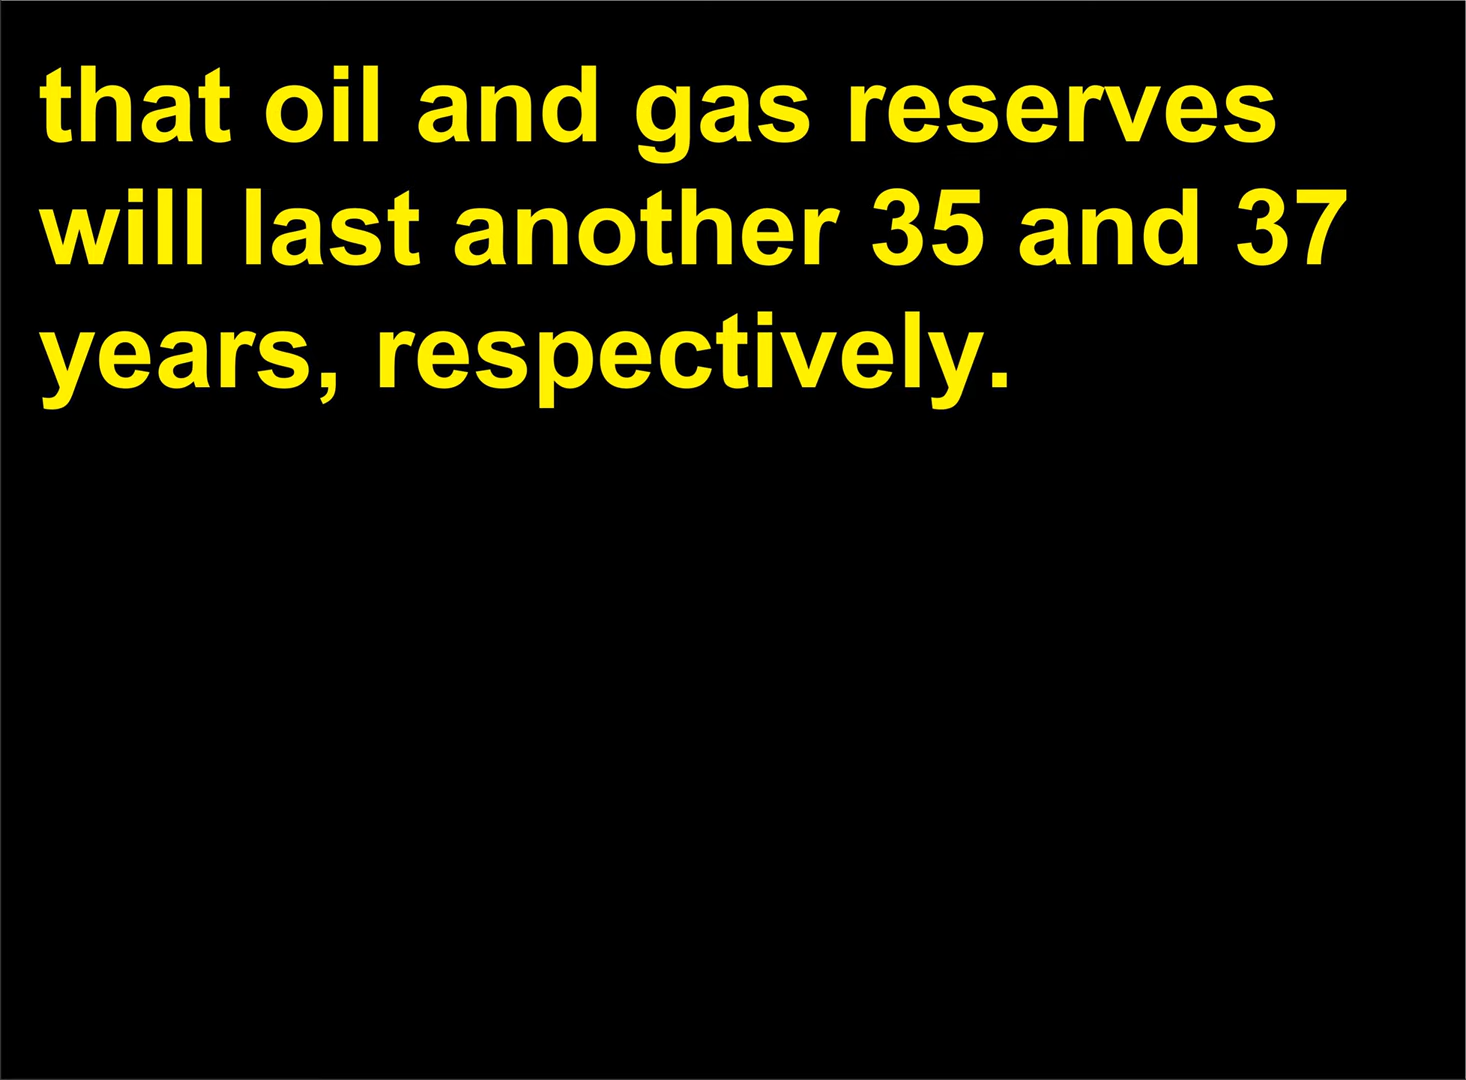 that oil and gas reserves
will last another 35 and 37
years, respectively.